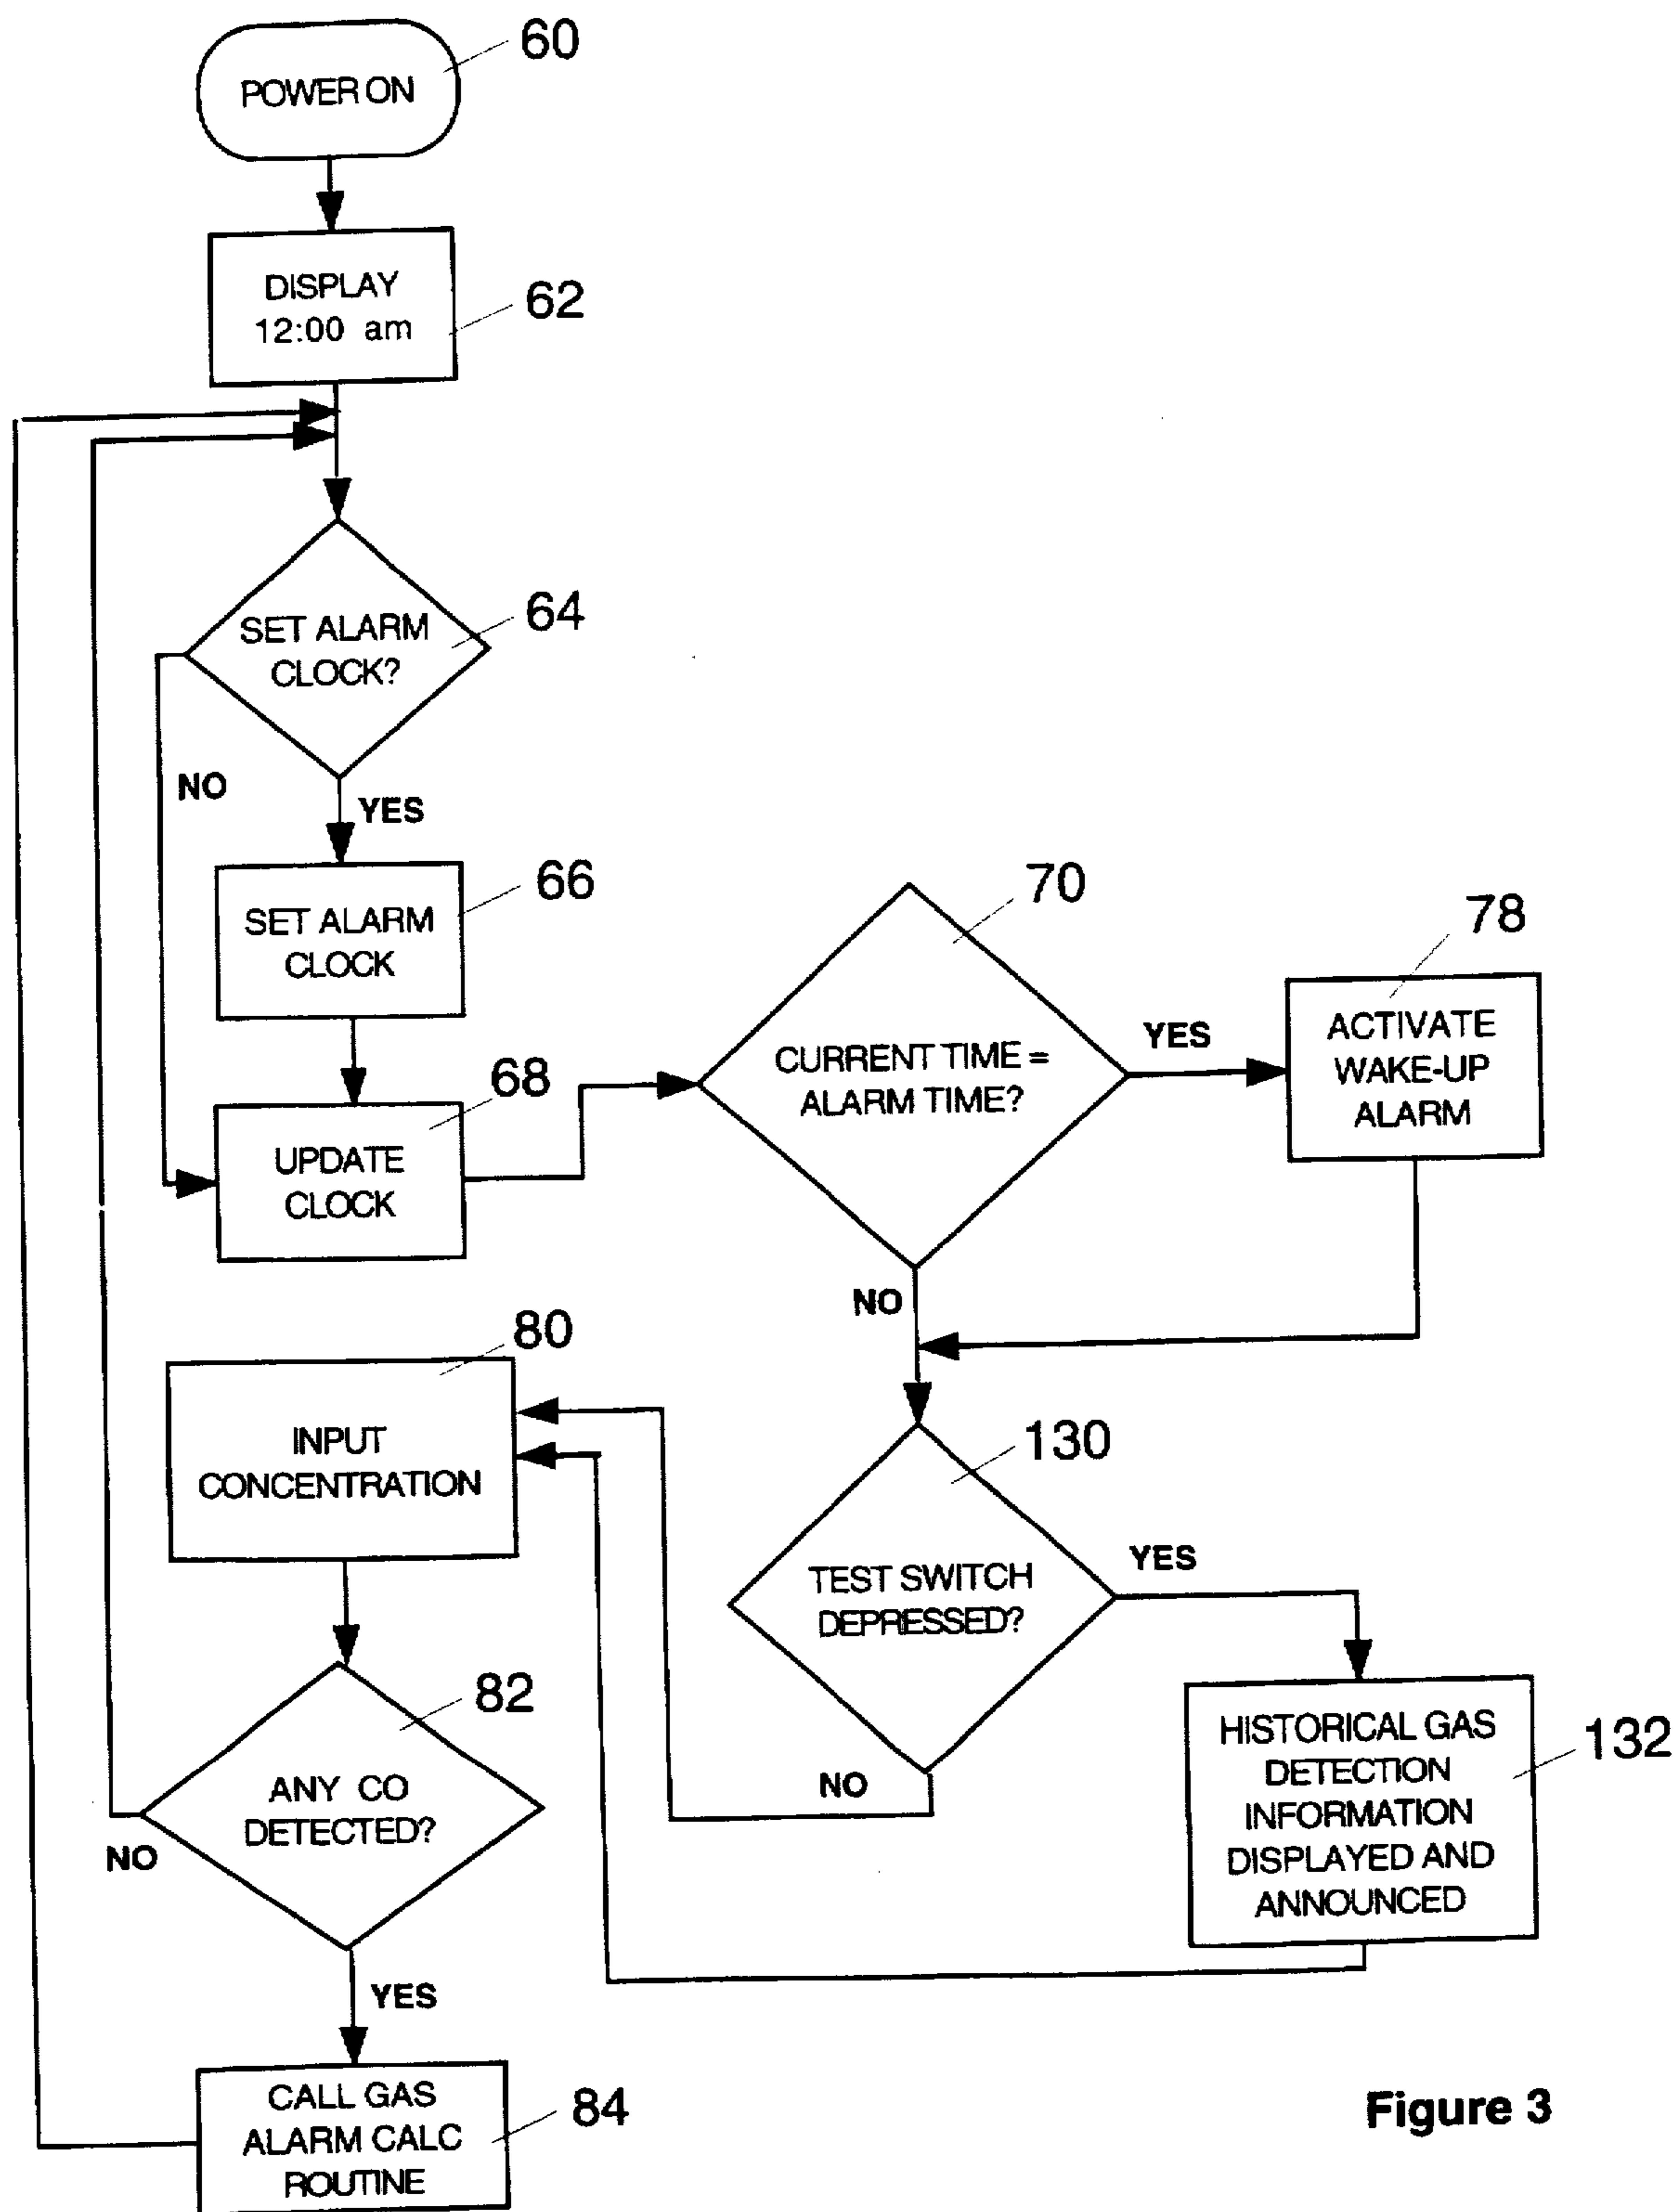 60
POWER ON
DISPLAY
12:00 am
62
SET ALARM
CLOCK?
64
NO
YES
66
SET ALARM
CLOCK
68
UPDATE
CLOCK
70
CURRENT TIME =
ALARM TIME?
YES
NO
78
ACTIVATE
WAKE-UP
ALARM
130
TEST SWITCH
DEPRESSED?
YES
NO
HISTORICAL GAS
DETECTION
INFORMATION
DISPLAYED AND
ANNOUNCED
132
80
INPUT
CONCENTRATION
82
ANY CO
DETECTED?
NO
YES
CALL GAS
ALARM CALC
ROUTINE
84
Figure 3